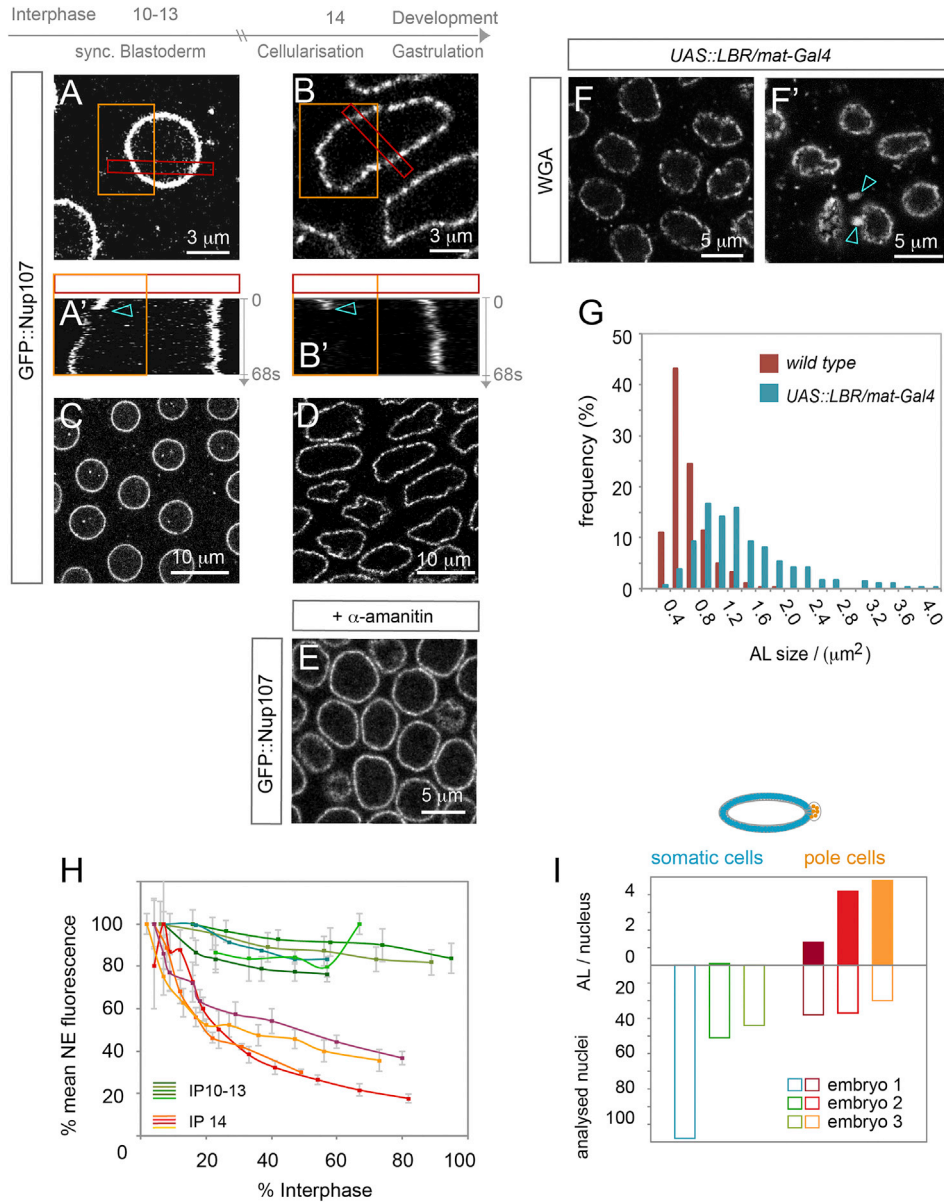 Interphase 10-13 14 Development
sync. Blastoderm Cellularisation Gastrulation
GFP::Nup107
A
3 μm
B
3 μm
A'
0
68s
B'
0
68s
C
10 μm
D
10 μm
+ α-amanitin
GFP::Nup107
E
5 μm
UAS::LBR/mat-Gal4
WGA
F
5 μm
F'
5 μm
G
frequency (%)
50
40
30
20
10
0
wild type
UAS::LBR/mat-Gal4
0.4 0.8 1.2 1.6 2.0 2.4 2.8 3.2 3.6 4.0
AL size / (μm²)
H
% mean NE fluorescence
100
80
60
40
20
0
IP10-13
IP 14
20 40 60 80 100
% Interphase
I
somatic cells pole cells
AL / nucleus
4
2
0
analysed nuclei
20
40
60
80
100
embryo 1
embryo 2
embryo 3